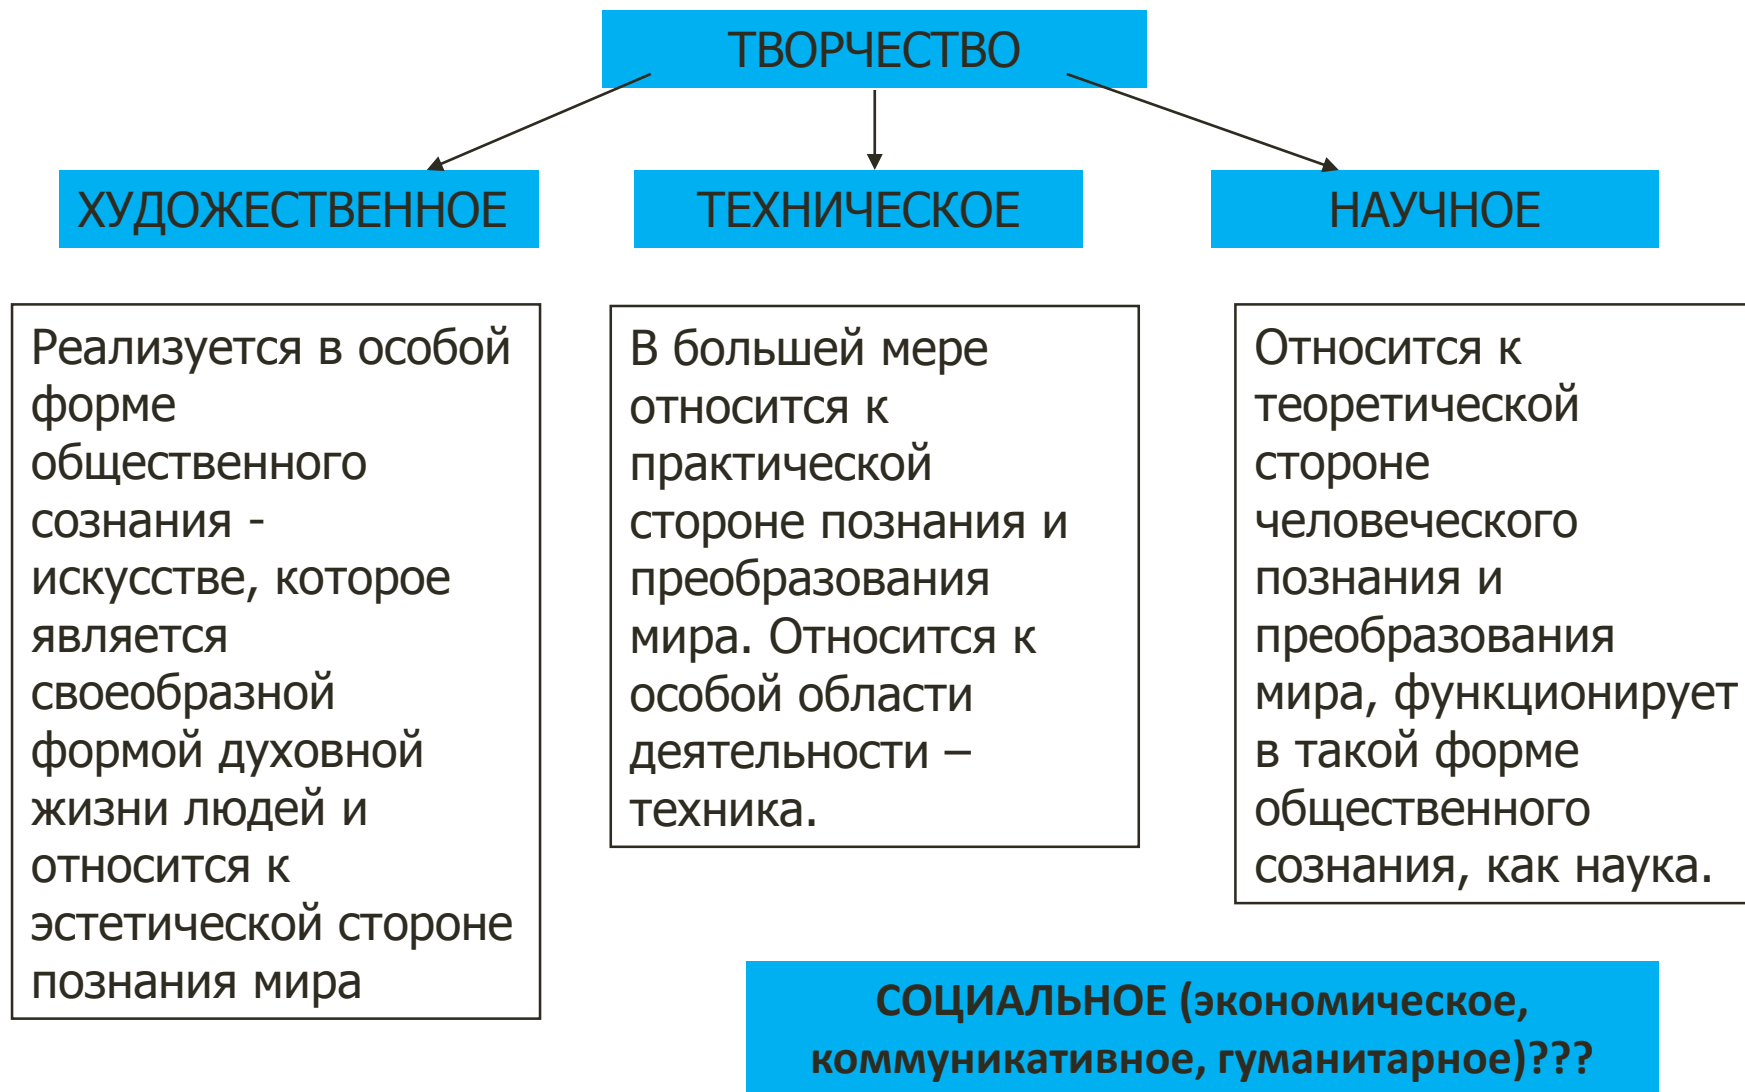 ТВОРЧЕСТВО
ХУДОЖЕСТВЕННОЕ
ТЕХНИЧЕСКОЕ
НАУЧНОЕ
Реализуется в особой
форме
общественного
сознания -
искусстве, которое
является
своеобразной
формой духовной
жизни людей и
относится к
эстетической стороне
познания мира
В большей мере
относится к
практической
стороне познания и
преобразования
мира. Относится к
особой области
деятельности –
техника.
Относится к
теоретической
стороне
человеческого
познания и
преобразования
мира, функционирует
в такой форме
общественного
сознания, как наука.
СОЦИАЛЬНОЕ (экономическое,
коммуникативное, гуманитарное)???